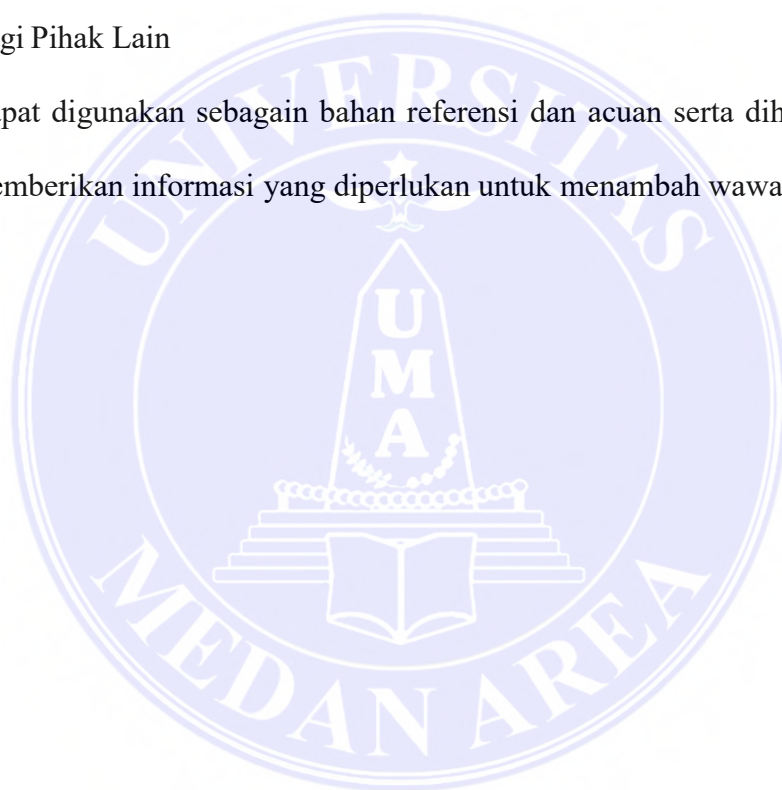 gi Pihak Lain
pat digunakan sebagain bahan referensi dan acuan serta dih
emberikan informasi yang diperlukan untuk menambah wawa
UNIVERSITAS
U
M
A
MEDAN AREA